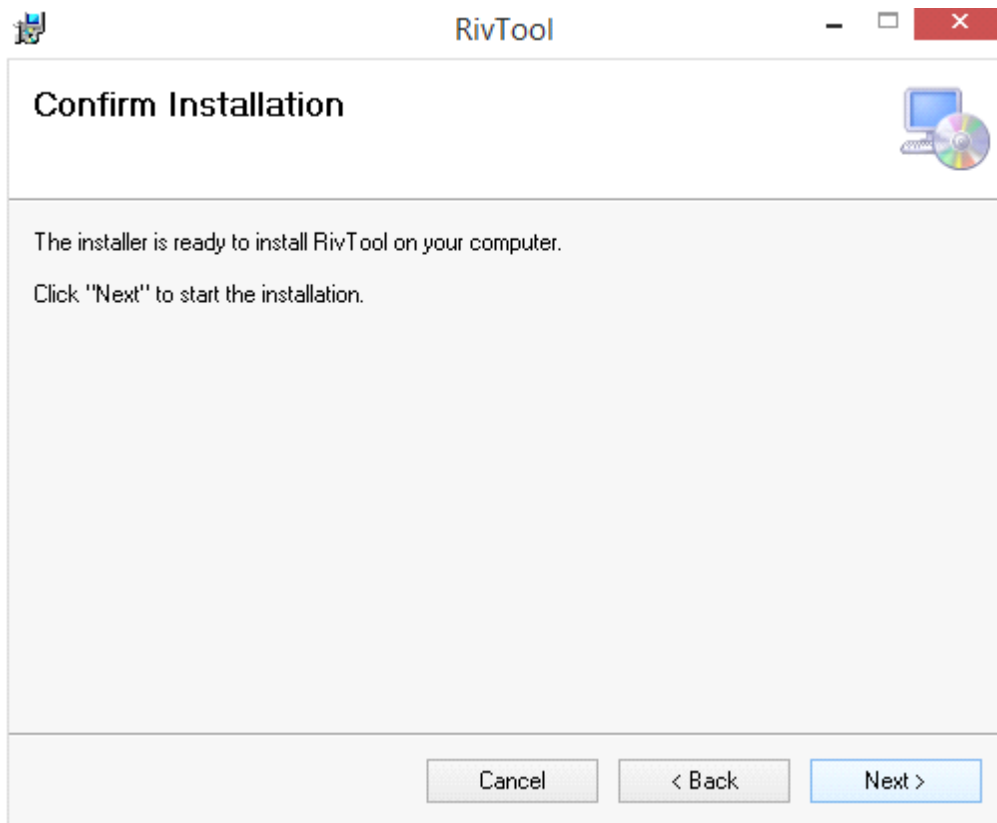 RivTool
Confirm Installation
The installer is ready to install RivTool on your computer.
Click "Next" to start the installation.
Cancel
< Back
Next >